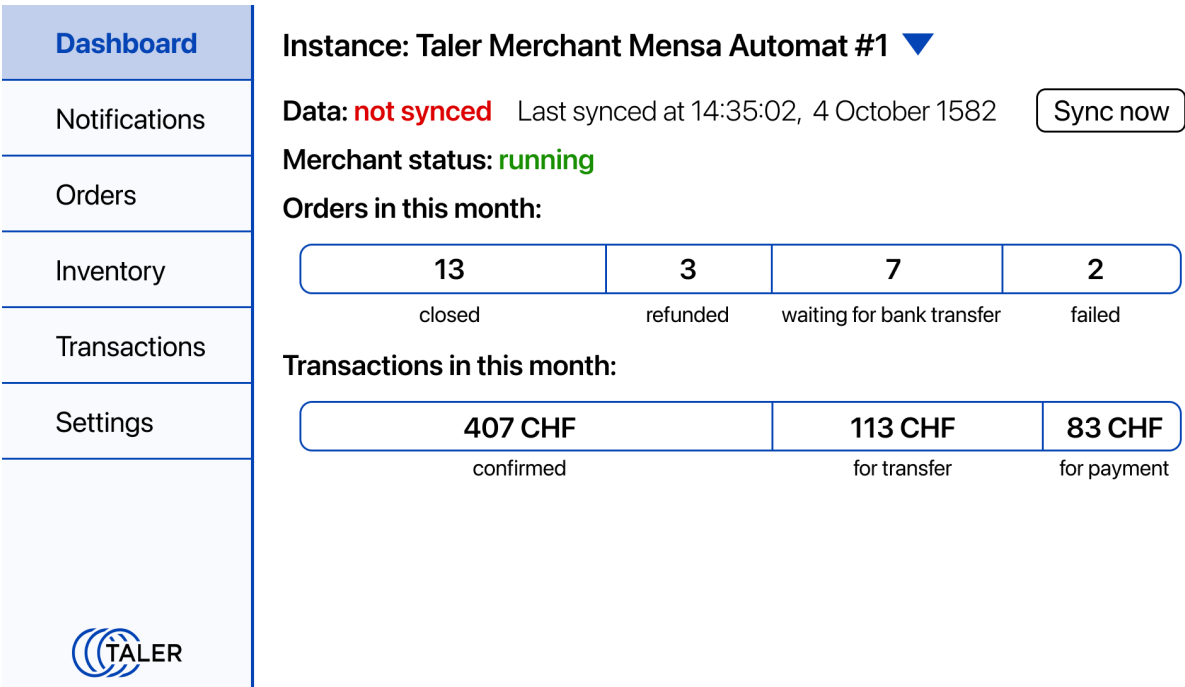 Dashboard
Notifications
Orders
Inventory
Transactions
Settings
TALER
Instance: Taler Merchant Mensa Automat #1
Data: not synced Last synced at 14:35:02, 4 October 1582 Sync now
Merchant status: running
Orders in this month:
13 3 7 2
closed refunded waiting for bank transfer failed
Transactions in this month:
407 CHF 113 CHF 83 CHF
confirmed for transfer for payment